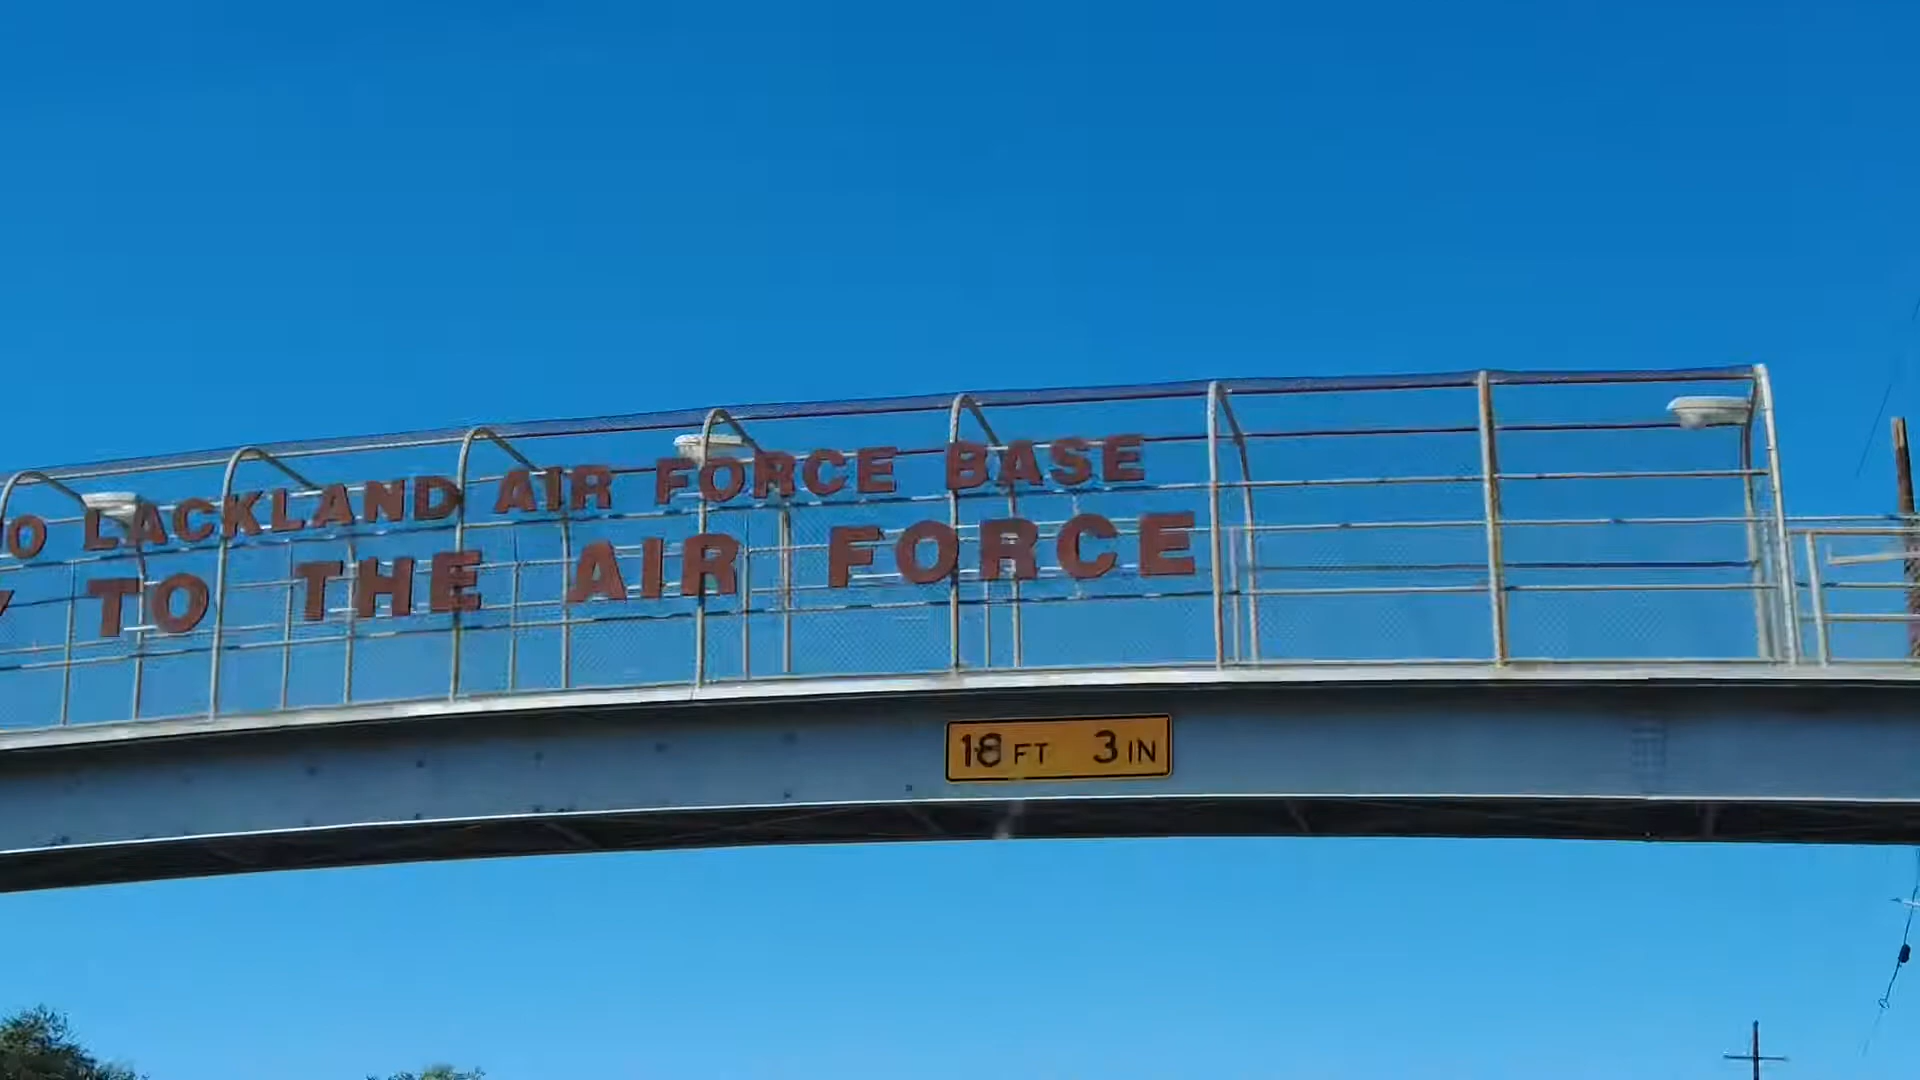 O LACKLAND AIR FORCE BASE
Y TO THE AIR FORCE
18 FT 3 IN